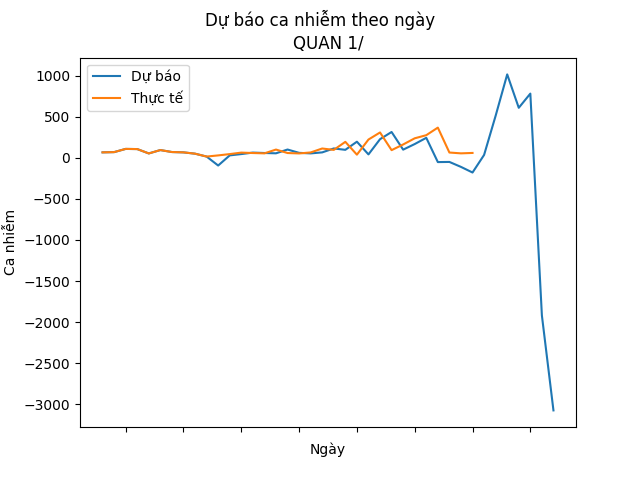 Dự báo ca nhiễm theo ngày
QUAN 1/
Dự báo
Thực tế
1000
500
0
−500
−1000
−1500
−2000
−2500
−3000
Ca nhiễm
Ngày